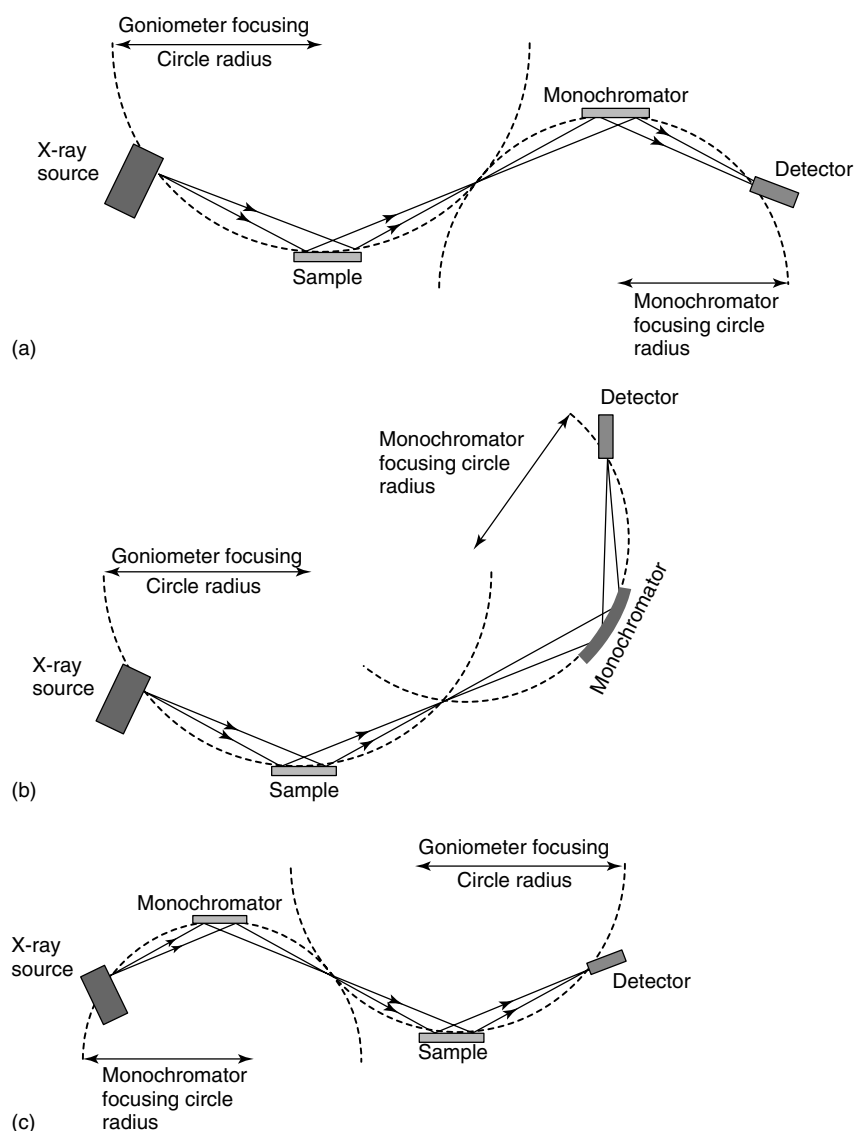 Goniometer focusing
Circle radius
Monochromator
X-ray
source
Detector
Sample
Monochromator
focusing circle
radius
(a)
Detector
Monochromator
focusing circle
radius
Goniometer focusing
Circle radius
X-ray
source
Monochromator
Sample
(b)
Goniometer focusing
Circle radius
Monochromator
X-ray
source
Detector
Sample
Monochromator
focusing circle
radius
(c)